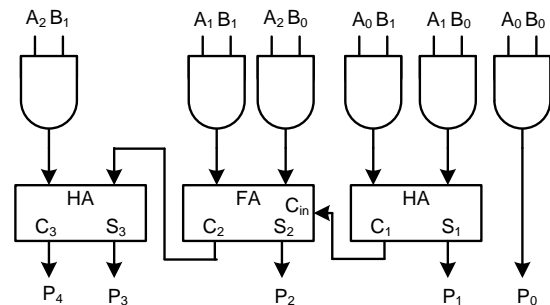 A₂ B₁ A₁ B₁ A₂ B₀ A₀ B₁ A₁ B₀ A₀ B₀
HA FA HA
C₃ S₃ C₂ S₂ Cᵢₙ C₁ S₁
P₄ P₃ P₂ P₁ P₀